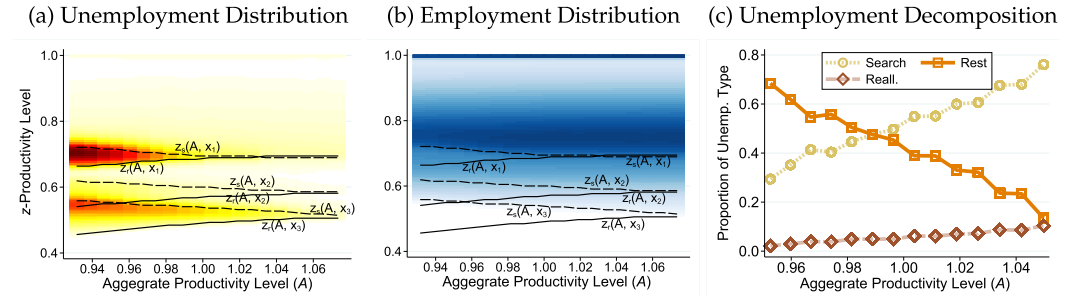 (a) Unemployment Distribution
(b) Employment Distribution
(c) Unemployment Decomposition
z-Productivity Level
1.0
0.8
0.6
0.4
zs(A, x1)
zr(A, x1)
zs(A, x2)
zr(A, x2)
zs(A, x3)
zr(A, x3)
0.94 0.96 0.98 1.00 1.02 1.04 1.06
Aggegrate Productivity Level (A)
1.0
0.8
0.6
0.4
zs(A, x1)
zr(A, x1)
zs(A, x2)
zr(A, x2)
zs(A, x3)
zr(A, x3)
0.94 0.96 0.98 1.00 1.02 1.04 1.06
Aggegrate Productivity Level (A)
Proportion of Unemp. Type
0.8
0.6
0.4
0.2
0.0
Search Rest
Reall.
0.96 0.98 1.00 1.02 1.04
Aggegrate Productivity Level (A)